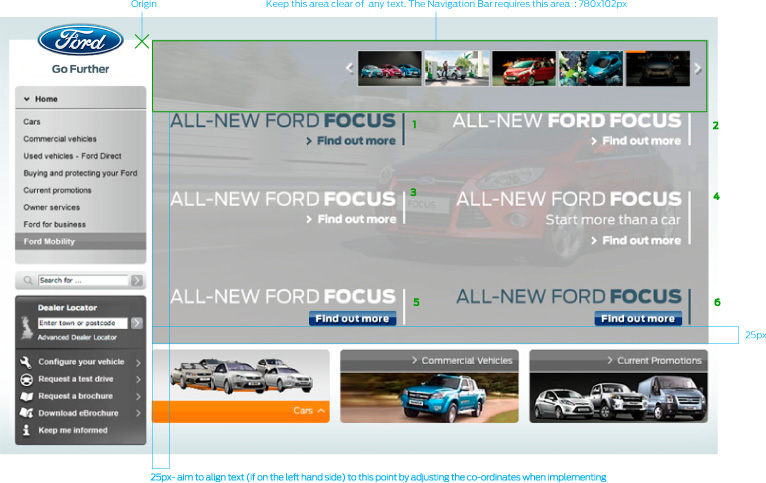 Origin
Keep this area clear of any text. The Navigation Bar requires this area : 780x102px
Ford
Go Further
Home
Cars
Commercial vehicles
Used vehicles - Ford Direct
Buying and protecting your Ford
Current promotions
Owner services
Ford for business
Ford Mobility
Search for ...
Dealer Locator
Enter town or postcode
Advanced Dealer Locator
Configure your vehicle
Request a test drive
Request a brochure
Download eBrochure
Keep me informed
ALL-NEW FORD FOCUS 1
> Find out more
ALL-NEW FORD FOCUS 2
> Find out more
ALL-NEW FORD FOCUS 3
> Find out more
ALL-NEW FORD FOCUS 4
Start more than a car
> Find out more
FOCUS
ALL-NEW FORD FOCUS 5
Find out more
ALL-NEW FORD FOCUS 6
Find out more
25px
Cars
> Commercial Vehicles
> Current Promotions
25px- aim to align text (if on the left hand side) to this point by adjusting the co-ordinates when implementing